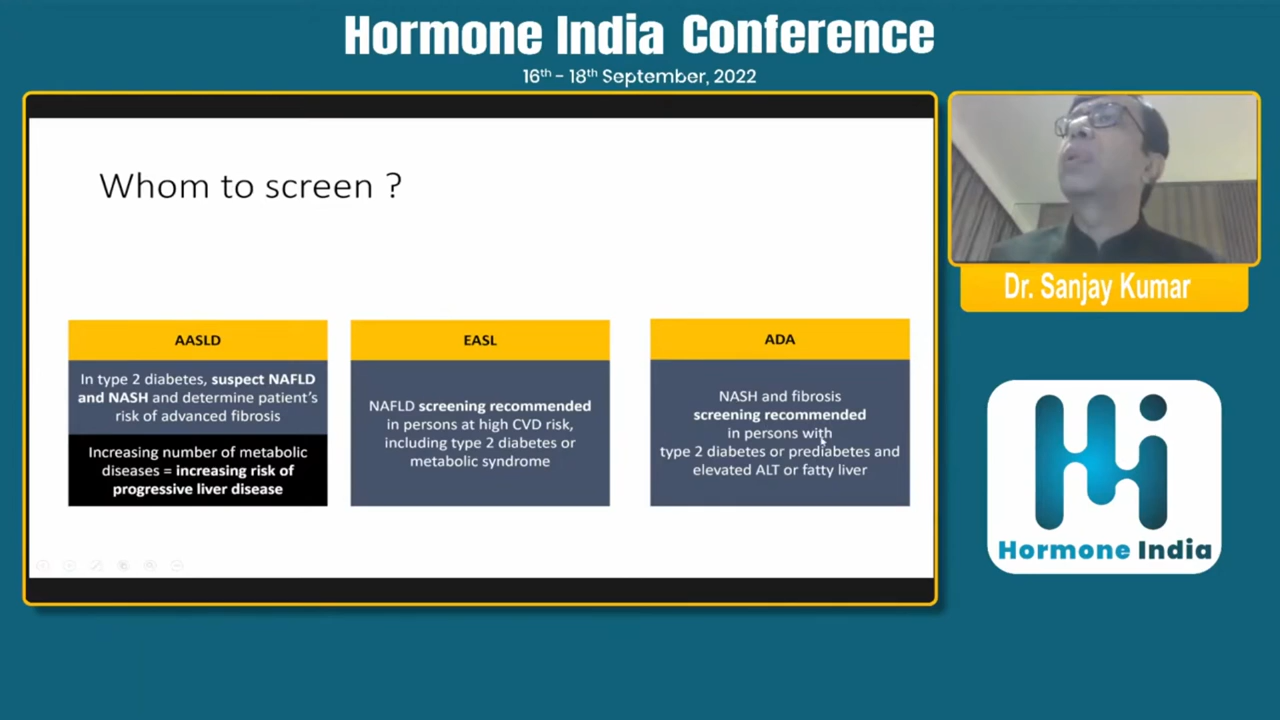 Hormone India Conference
16th - 18th September, 2022
Whom to screen ?
AASLD
In type 2 diabetes, suspect NAFLD
and NASH and determine patient's
risk of advanced fibrosis
Increasing number of metabolic
diseases = increasing risk of
progressive liver disease
EASL
NAFLD screening recommended
in persons at high CVD risk,
including type 2 diabetes or
metabolic syndrome
ADA
NASH and fibrosis
screening recommended
in persons with
type 2 diabetes or prediabetes and
elevated ALT or fatty liver
Dr. Sanjay Kumar
Hi
Hormone India